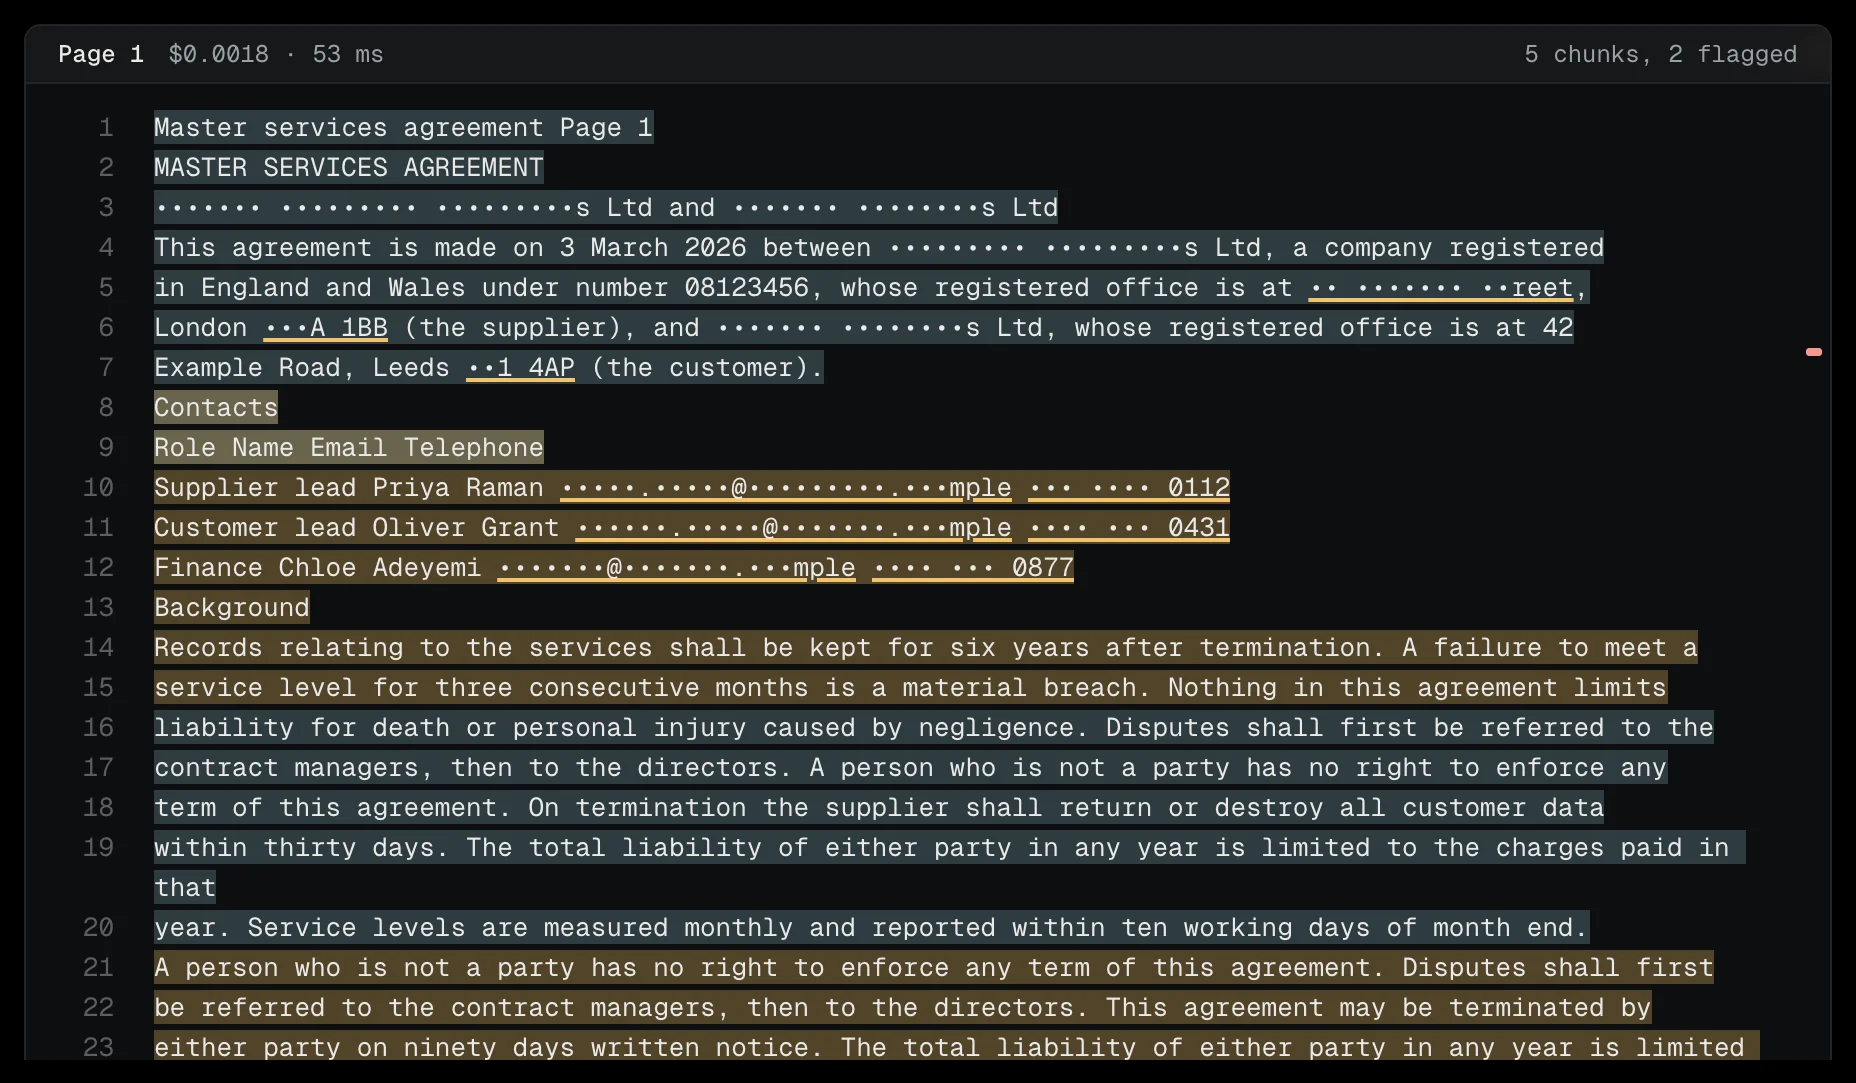 Page 1 $0.0018 · 53 ms 5 chunks, 2 flagged
1 Master services agreement Page 1
2 MASTER SERVICES AGREEMENT
3 ••••••• ••••••••• •••••••••s Ltd and ••••••• ••••••••s Ltd
4 This agreement is made on 3 March 2026 between ••••••••• •••••••••s Ltd, a company registered
5 in England and Wales under number 08123456, whose registered office is at •• ••••••• ••reet,
6 London •••A 1BB (the supplier), and ••••••• ••••••••s Ltd, whose registered office is at 42
7 Example Road, Leeds ••1 4AP (the customer).
8 Contacts
9 Role Name Email Telephone
10 Supplier lead Priya Raman •••••.•••••@•••••••••.•••mple ••• •••• 0112
11 Customer lead Oliver Grant ••••••.•••••@•••••••.•••mple •••• ••• 0431
12 Finance Chloe Adeyemi •••••••@•••••••.•••mple •••• ••• 0877
13 Background
14 Records relating to the services shall be kept for six years after termination. A failure to meet a
15 service level for three consecutive months is a material breach. Nothing in this agreement limits
16 liability for death or personal injury caused by negligence. Disputes shall first be referred to the
17 contract managers, then to the directors. A person who is not a party has no right to enforce any
18 term of this agreement. On termination the supplier shall return or destroy all customer data
19 within thirty days. The total liability of either party in any year is limited to the charges paid in
that
20 year. Service levels are measured monthly and reported within ten working days of month end.
21 A person who is not a party has no right to enforce any term of this agreement. Disputes shall first
22 be referred to the contract managers, then to the directors. This agreement may be terminated by
23 either party on ninety days written notice. The total liability of either party in any year is limited